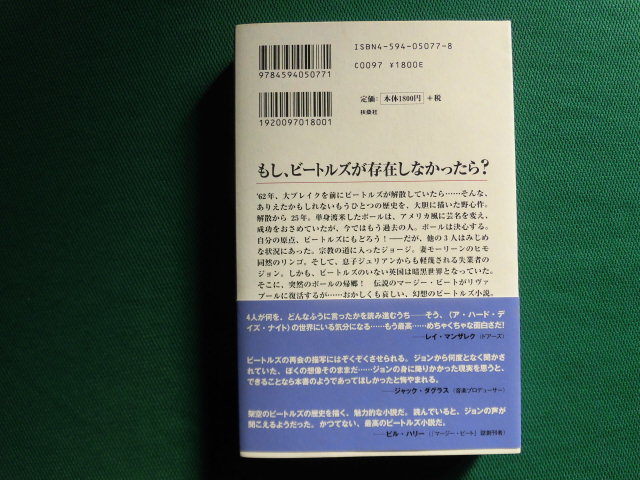 ISBN4-594-05077-8
C0097 ¥1800E
9784594050771
定価: 本体1800円 +税
扶桑社
1920097018001
もし、ビートルズが存在しなかったら?
'62年、大ブレイクを前にビートルズが解散していたら……そんな、
ありえたかもしれないもうひとつの歴史を、大胆に描いた野心作。
解散から25年。単身渡米したポールは、アメリカ風に芸名を変え、
成功をおさめていたが、今ではもう過去の人。ポールは決心する。
自分の原点、ビートルズにもどろう!――だが、他の3人はみじめ
な状況にあった。宗教の道に入ったジョージ。妻モーリーンのヒモ
同然のリンゴ。そして、息子ジュリアンからも軽蔑される失業者の
ジョン。しかも、ビートルズのいない英国は暗黒世界となっていた。
そこに、突然のポールの帰郷! 伝説のマージー・ビートがリヴァ
プールに復活するが……おかしくも哀しい、幻想のビートルズ小説。
4人が何を、どんなふうに言ったかを読み進むうち――そう、〈ア・ハード・デ
イズ・ナイト〉の世界にいる気分になる……もう最高……めちゃくちゃな面白さだ!
――レイ・マンザレク(ドアーズ)
ビートルズの再会の描写にはぞくぞくさせられる。ジョンから何度となく聞かさ
れていた、ぼくの想像そのままだ……ジョンの身に降りかかった現実を思うと、
できることなら本書のようであってほしかったと悔やまれる。
――ジャック・ダグラス(音楽プロデューサー)
架空のビートルズの歴史を描く、魅力的な小説だ。読んでいると、ジョンの声が
聞こえるようだった。かつてない、最高のビートルズ小説だ。
――ビル・ハリー(「マージー・ビート」誌創刊者)